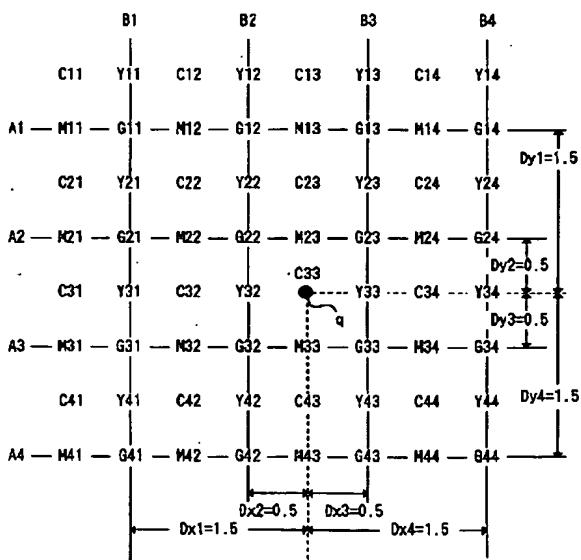 B1 B2 B3 B4
C11 Y11 C12 Y12 C13 Y13 C14 Y14
A1 M11 G11 M12 G12 M13 G13 M14 G14
Dy1=1.5
C21 Y21 C22 Y22 C23 Y23 C24 Y24
A2 M21 G21 M22 G22 M23 G23 M24 G24
Dy2=0.5
C33
C31 Y31 C32 Y32 Y33 C34 Y34
q
Dy3=0.5
A3 M31 G31 M32 G32 M33 G33 M34 G34
Dy4=1.5
C41 Y41 C42 Y42 C43 Y43 C44 Y44
A4 M41 G41 M42 G42 M43 G43 M44 G44
Dx2=0.5 Dx3=0.5
Dx1=1.5 Dx4=1.5